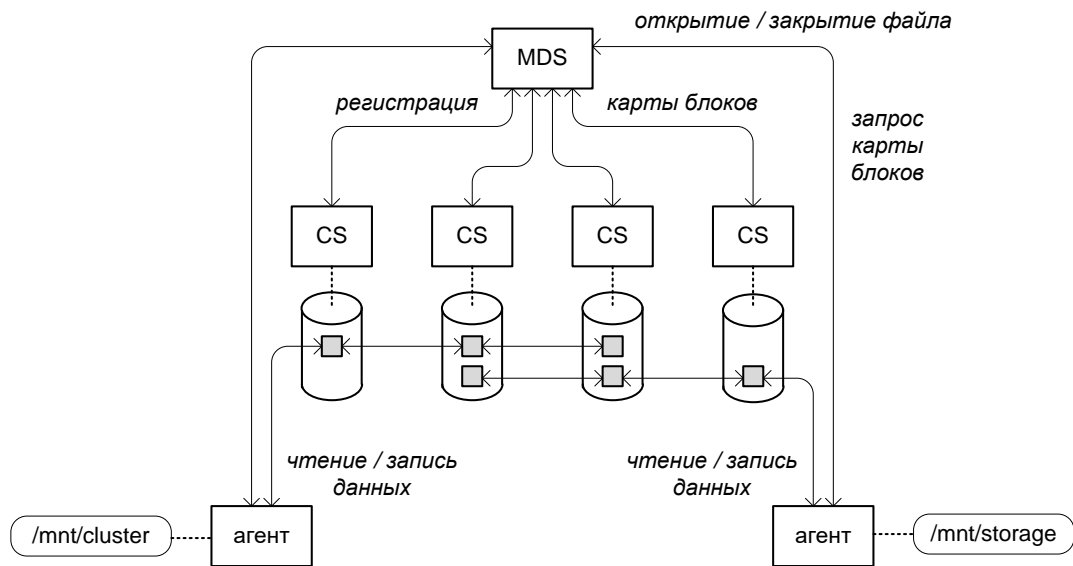 открытие / закрытие файла
MDS
регистрация
карты блоков
запрос
карты
блоков
CS
CS
CS
CS
чтение / запись
данных
чтение / запись
данных
/mnt/cluster
агент
агент
/mnt/storage